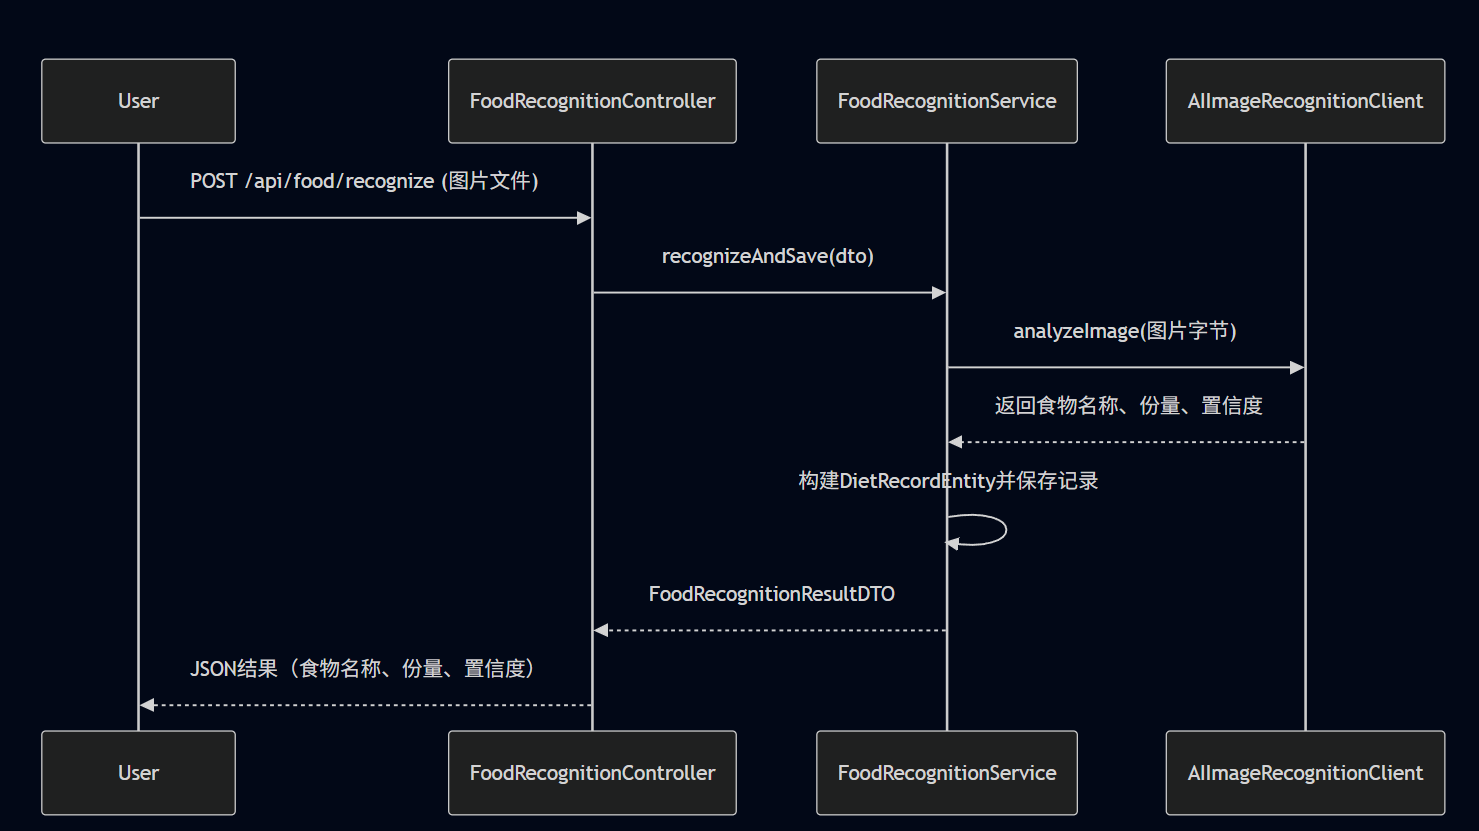 User
FoodRecognitionController
FoodRecognitionService
AIImageRecognitionClient
POST /api/food/recognize (图片文件)
recognizeAndSave(dto)
analyzeImage(图片字节)
返回食物名称、份量、置信度
构建DietRecordEntity并保存记录
FoodRecognitionResultDTO
JSON结果（食物名称、份量、置信度）
User
FoodRecognitionController
FoodRecognitionService
AIImageRecognitionClient